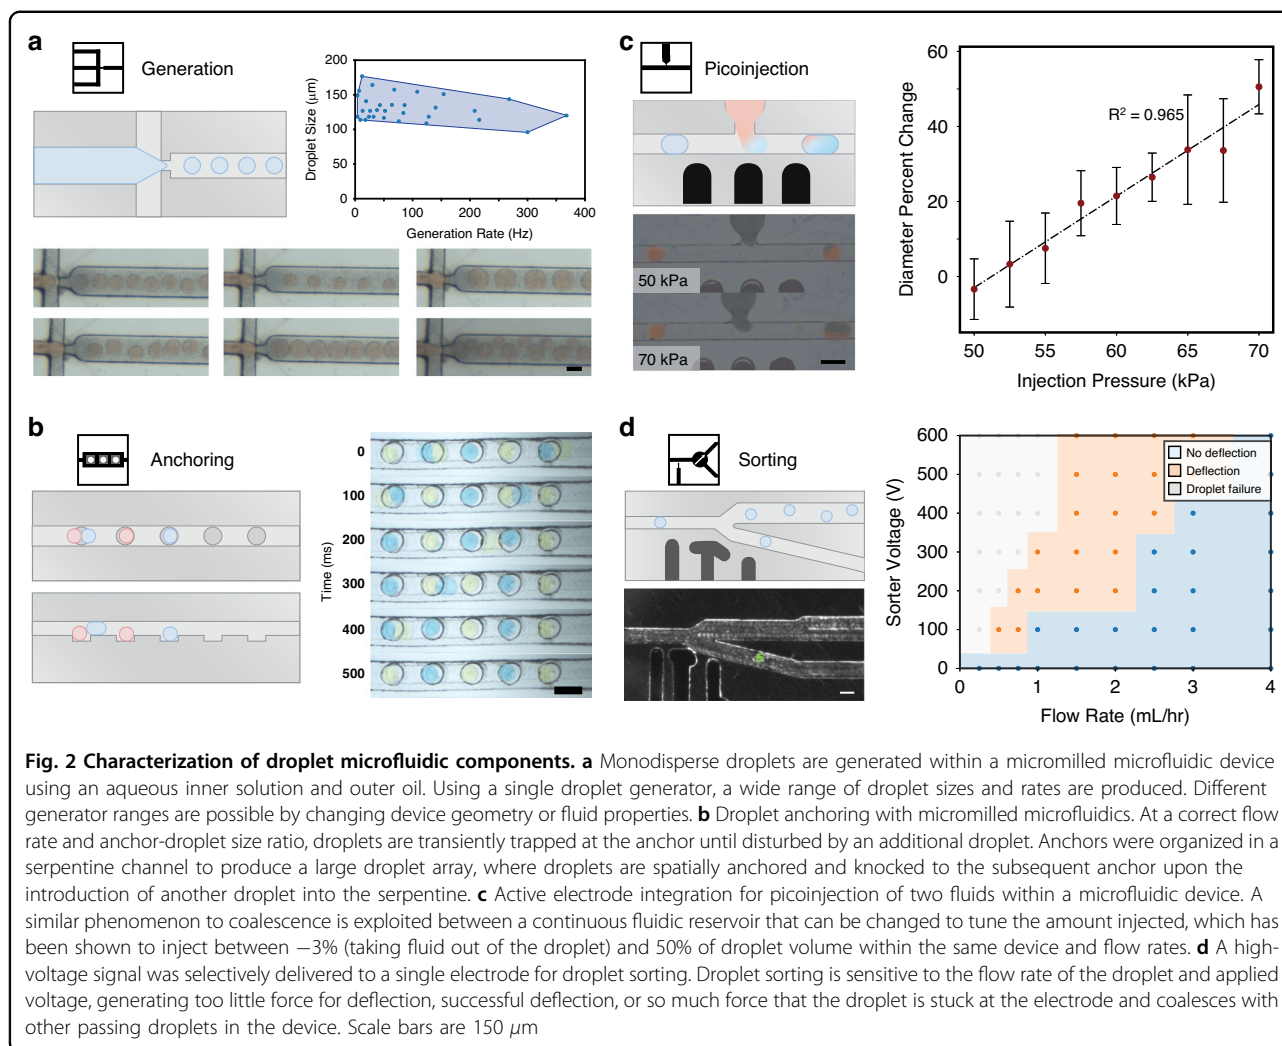 a
Generation
Droplet Size (μm)
200
150
100
50
0
0
100
200
300
400
Generation Rate (Hz)
b
Anchoring
Time (ms)
0
100
200
300
400
500
c
Picoinjection
50 kPa
70 kPa
Diameter Percent Change
60
40
20
0
R² = 0.965
50
55
60
65
70
Injection Pressure (kPa)
d
Sorting
Sorter Voltage (V)
600
500
400
300
200
100
0
No deflection
Deflection
Droplet failure
0
1
2
3
4
Flow Rate (mL/hr)
Fig. 2 Characterization of droplet microfluidic components. a Monodisperse droplets are generated within a micromilled microfluidic device
using an aqueous inner solution and outer oil. Using a single droplet generator, a wide range of droplet sizes and rates are produced. Different
generator ranges are possible by changing device geometry or fluid properties. b Droplet anchoring with micromilled microfluidics. At a correct flow
rate and anchor-droplet size ratio, droplets are transiently trapped at the anchor until disturbed by an additional droplet. Anchors were organized in a
serpentine channel to produce a large droplet array, where droplets are spatially anchored and knocked to the subsequent anchor upon the
introduction of another droplet into the serpentine. c Active electrode integration for picoinjection of two fluids within a microfluidic device. A
similar phenomenon to coalescence is exploited between a continuous fluidic reservoir that can be changed to tune the amount injected, which has
been shown to inject between −3% (taking fluid out of the droplet) and 50% of droplet volume within the same device and flow rates. d A high-
voltage signal was selectively delivered to a single electrode for droplet sorting. Droplet sorting is sensitive to the flow rate of the droplet and applied
voltage, generating too little force for deflection, successful deflection, or so much force that the droplet is stuck at the electrode and coalesces with
other passing droplets in the device. Scale bars are 150 μm